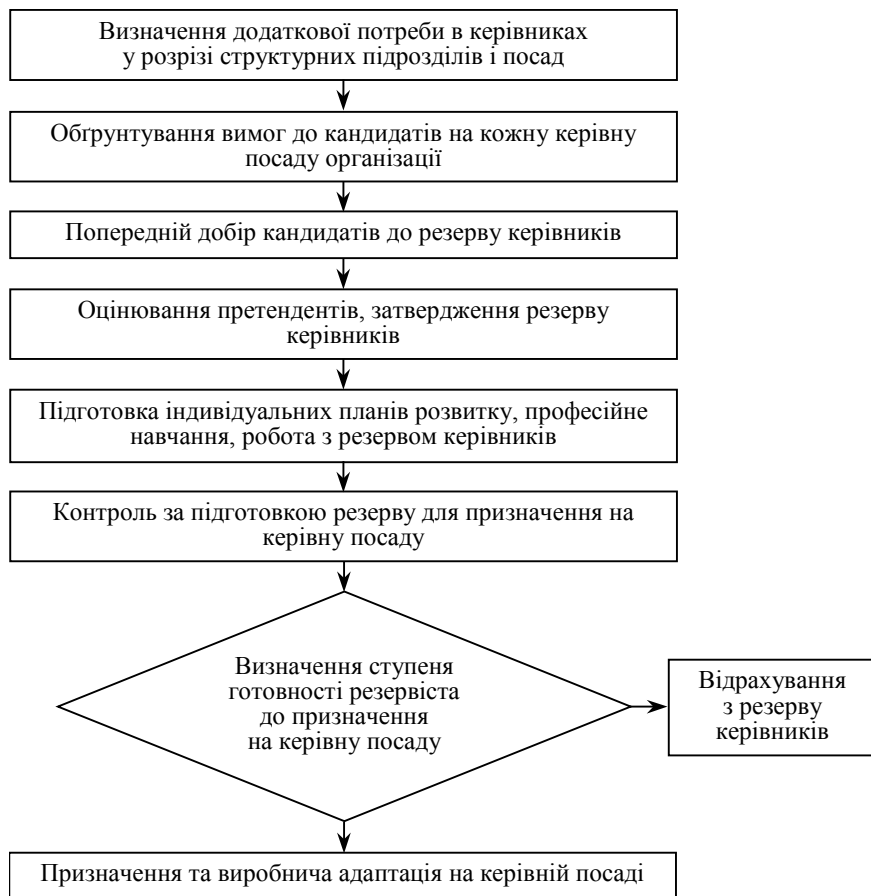 Визначення додаткової потреби в керівниках
у розрізі структурних підрозділів і посад
Обґрунтування вимог до кандидатів на кожну керівну
посаду організації
Попередній добір кандидатів до резерву керівників
Оцінювання претендентів, затвердження резерву
керівників
Підготовка індивідуальних планів розвитку, професійне
навчання, робота з резервом керівників
Контроль за підготовкою резерву для призначення на
керівну посаду
Визначення ступеня
готовності резервіста
до призначення
на керівну посаду
Відрахування
з резерву
керівників
Призначення та виробнича адаптація на керівній посаді